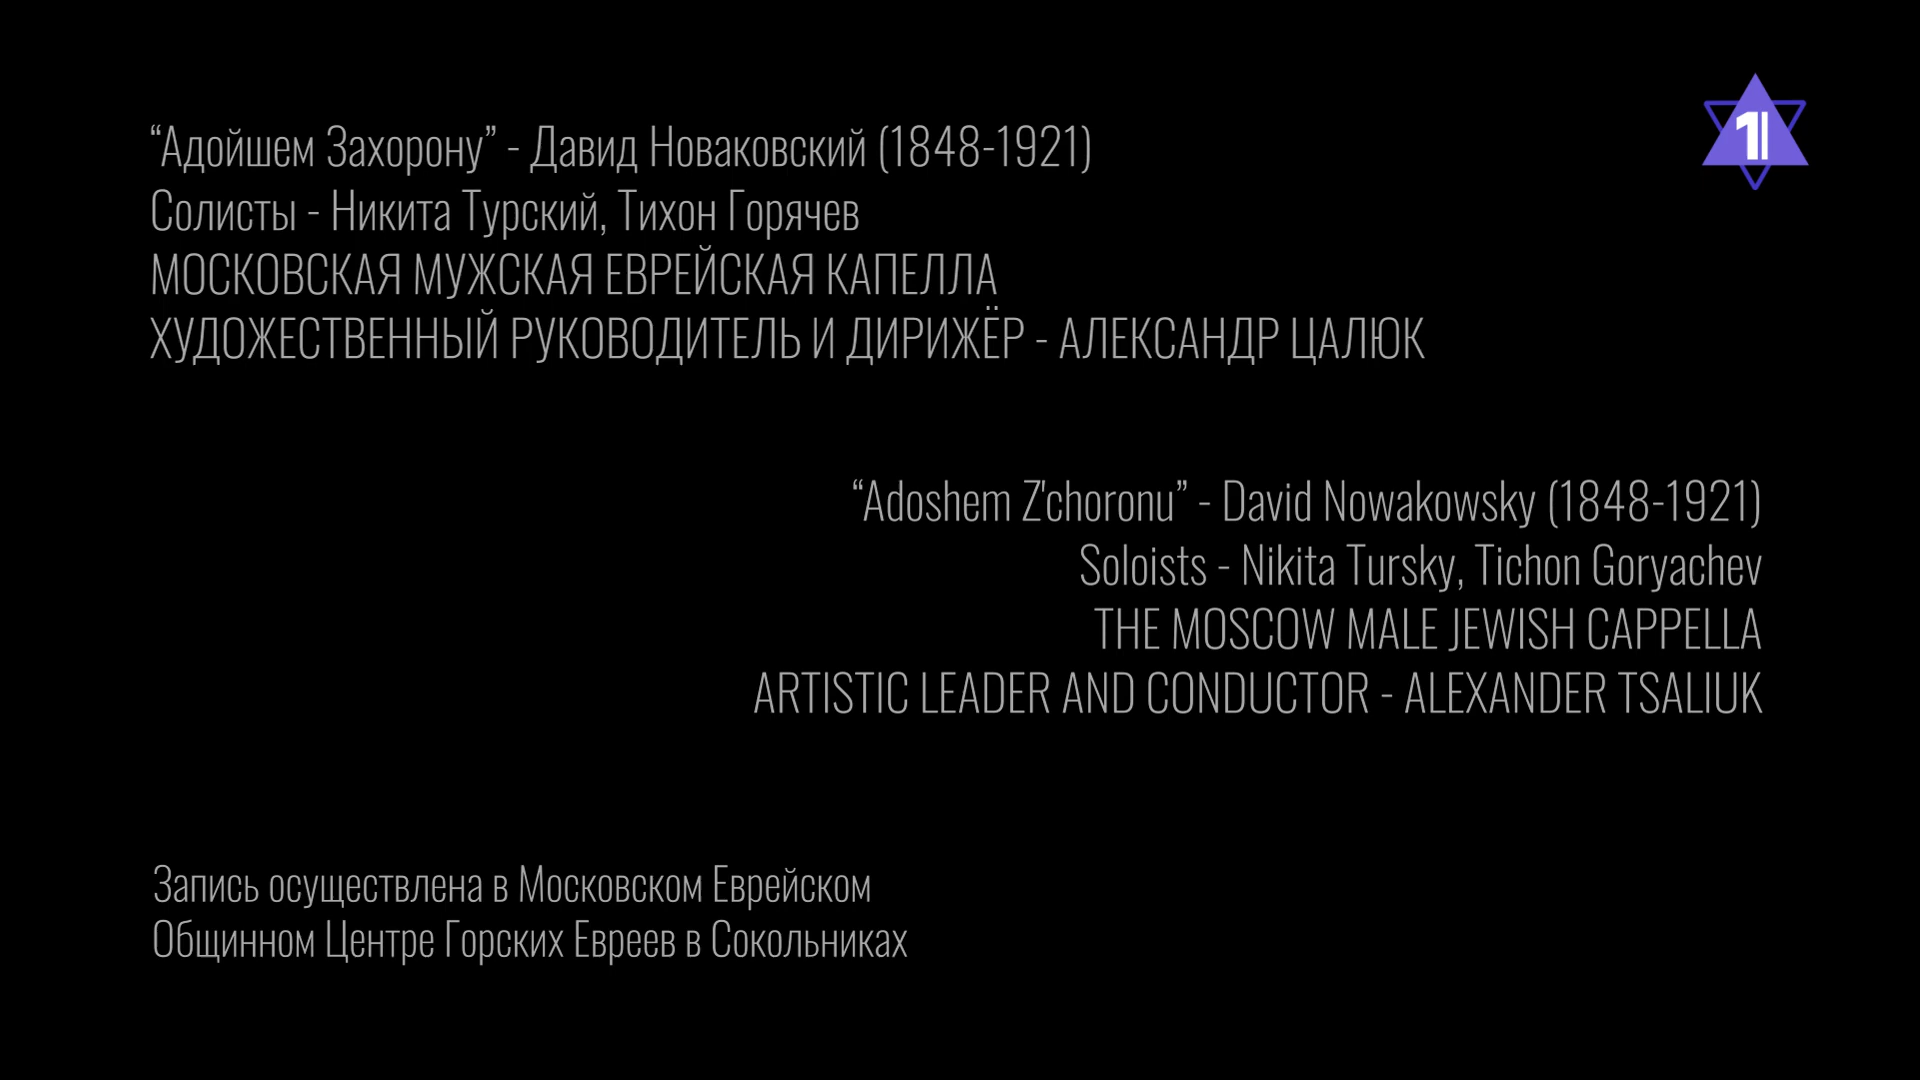 “Адойшем Захорону” - Давид Новаковский (1848-1921)
Солисты - Никита Турский, Тихон Горячев
МОСКОВСКАЯ МУЖСКАЯ ЕВРЕЙСКАЯ КАПЕЛЛА
ХУДОЖЕСТВЕННЫЙ РУКОВОДИТЕЛЬ И ДИРИЖЁР - АЛЕКСАНДР ЦАЛЮК
“Adoshem Z'choronu” - David Nowakowsky (1848-1921)
Soloists - Nikita Tursky, Tichon Goryachev
THE MOSCOW MALE JEWISH CAPPELLA
ARTISTIC LEADER AND CONDUCTOR - ALEXANDER TSALIUK
Запись осуществлена в Московском Еврейском
Общинном Центре Горских Евреев в Сокольниках